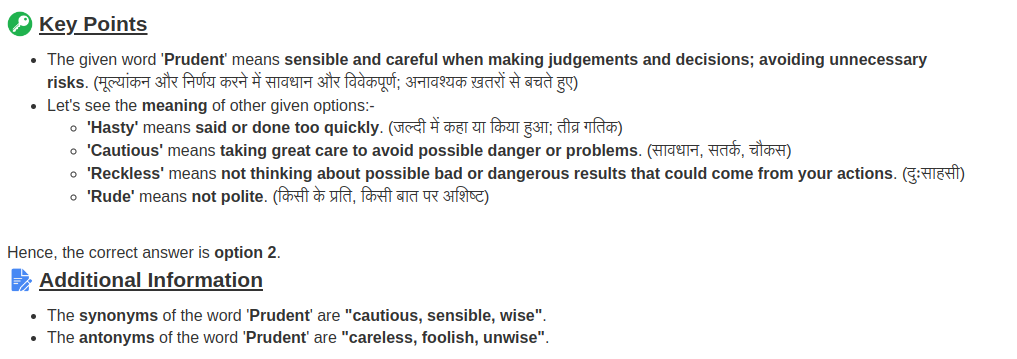 Key Points
The given word 'Prudent' means sensible and careful when making judgements and decisions; avoiding unnecessary
risks. (मूल्यांकन और निर्णय करने में सावधान और विवेकपूर्ण; अनावश्यक ख़तरों से बचते हुए)
Let's see the meaning of other given options:-
'Hasty' means said or done too quickly. (जल्दी में कहा या किया हुआ; तीव्र गतिक)
'Cautious' means taking great care to avoid possible danger or problems. (सावधान, सतर्क, चौकस)
'Reckless' means not thinking about possible bad or dangerous results that could come from your actions. (दुःसाहसी)
'Rude' means not polite. (किसी के प्रति, किसी बात पर अशिष्ट)
Hence, the correct answer is option 2.
Additional Information
The synonyms of the word 'Prudent' are "cautious, sensible, wise".
The antonyms of the word 'Prudent' are "careless, foolish, unwise".